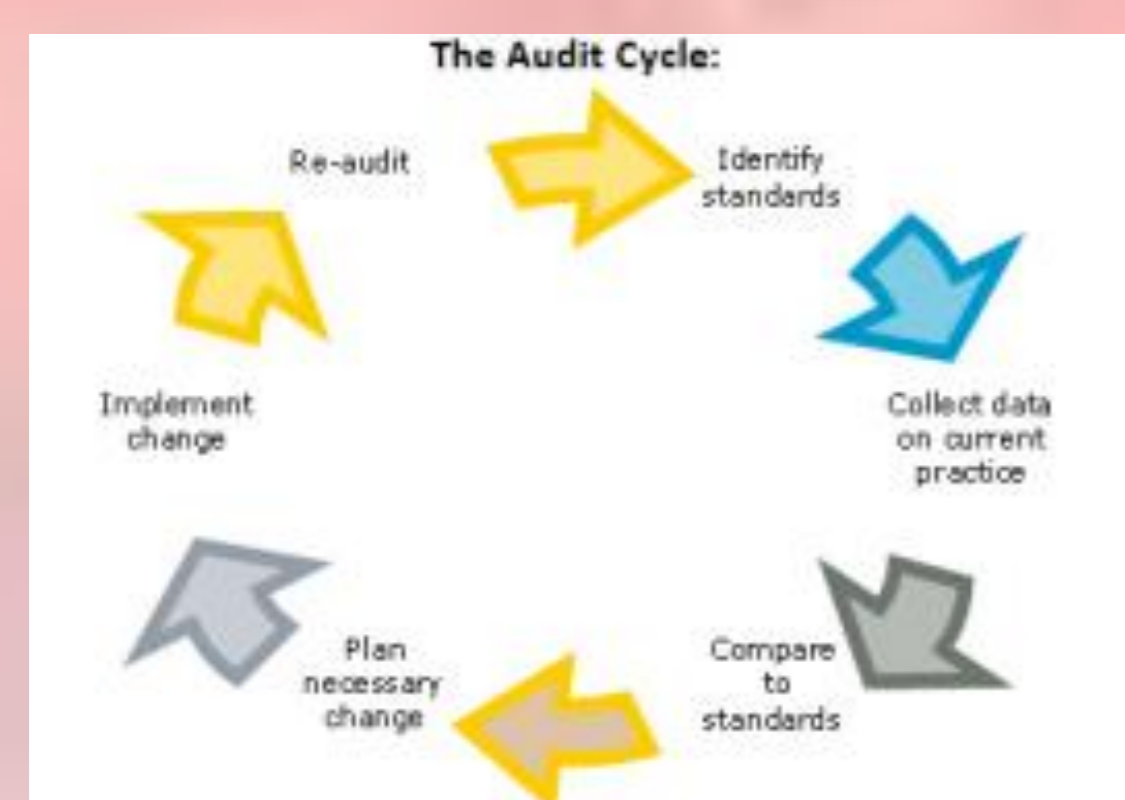 The Audit Cycle:
Re-audit
Identify
standards
Collect data
on current
practice
Compare
to
standards
Plan
necessary
change
Implement
change